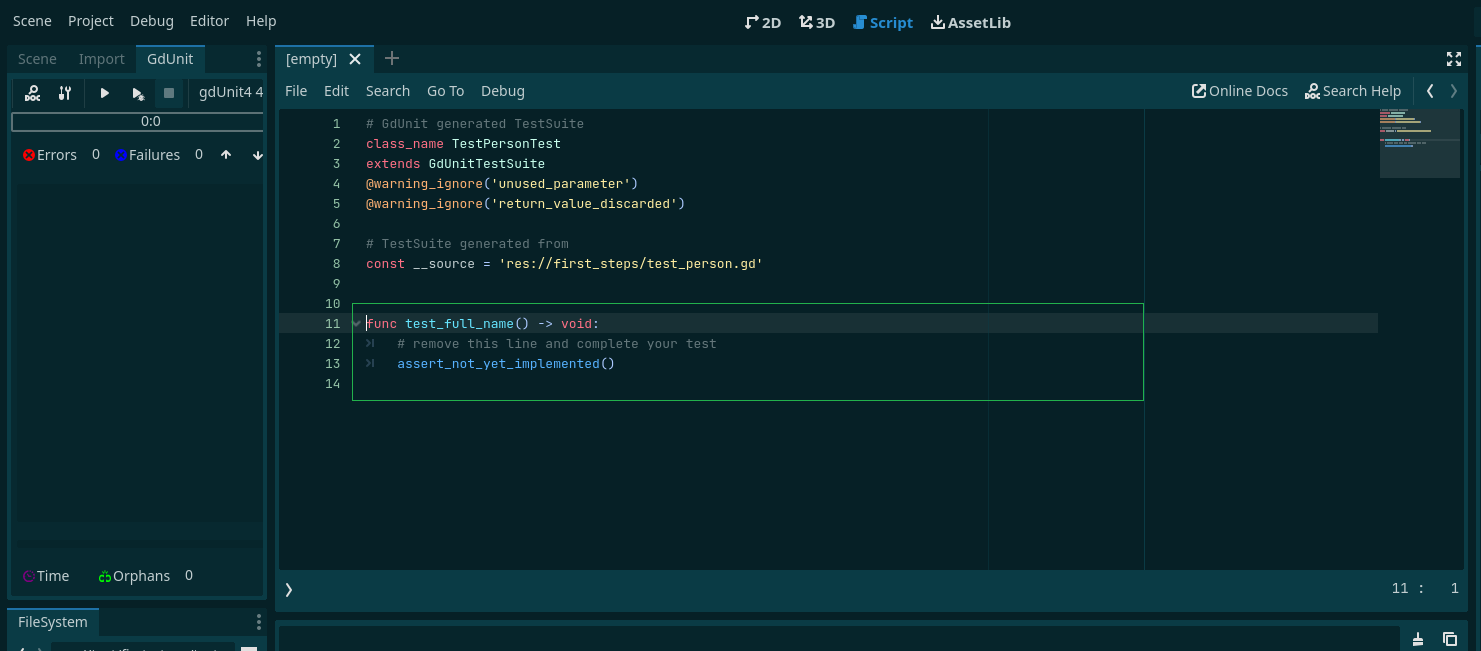 Scene Project Debug Editor Help
2D 3D Script AssetLib
Scene Import GdUnit
[empty]
File Edit Search Go To Debug
Online Docs Search Help
DOC gdUnit4 4
0:0
Errors 0 Failures 0
1 # GdUnit generated TestSuite
2 class_name TestPersonTest
3 extends GdUnitTestSuite
4 @warning_ignore('unused_parameter')
5 @warning_ignore('return_value_discarded')
6
7 # TestSuite generated from
8 const __source = 'res://first_steps/test_person.gd'
9
10
11 func test_full_name() -> void:
12 # remove this line and complete your test
13 assert_not_yet_implemented()
14
Time Orphans 0
11 : 1
FileSystem